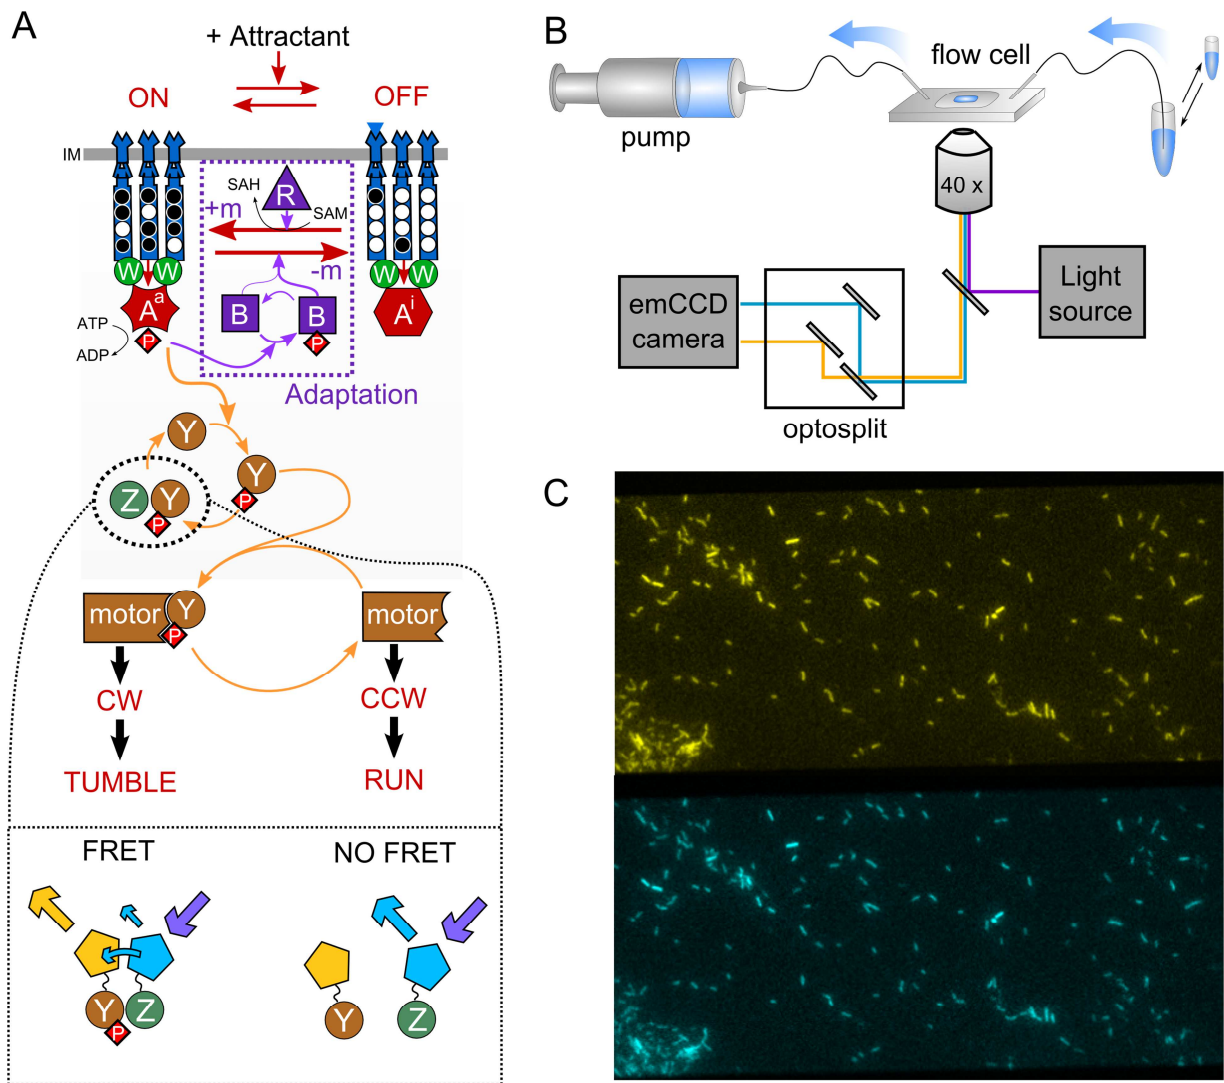 A
+ Attractant
ON
OFF
IM
SAH
R
SAM
+m
-m
W W
W W
A a
A i
B
B
P
P
ATP
ADP
Adaptation
Y
Y
P
Z Y
P
motor Y
P
motor
CW
CCW
TUMBLE
RUN
FRET
NO FRET
Y Z
P
Y
Z
B
flow cell
pump
40 x
emCCD
camera
Light
source
optosplit
C